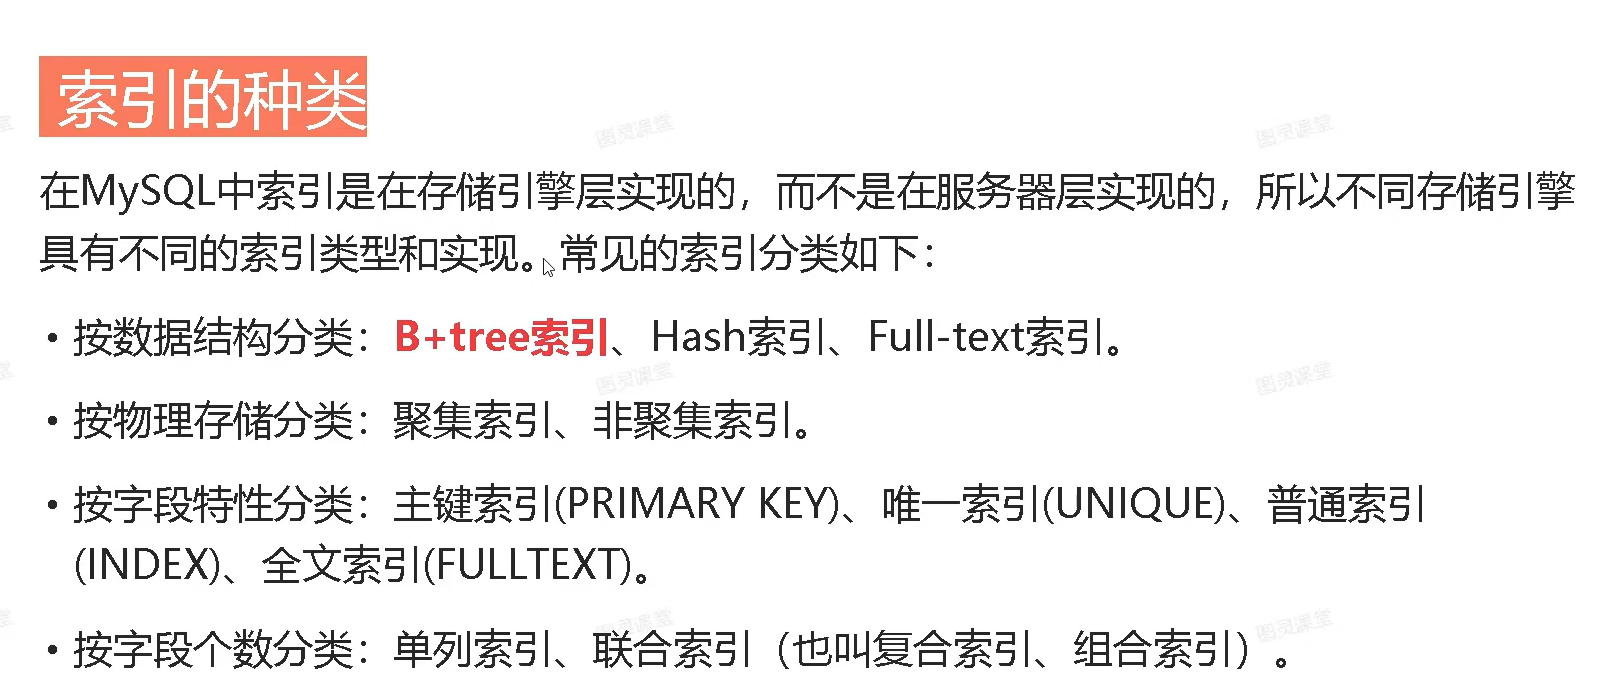 索引的种类
在MySQL中索引是在存储引擎层实现的，而不是在服务器层实现的，所以不同存储引擎
具有不同的索引类型和实现。常见的索引分类如下：
• 按数据结构分类：B+tree索引、Hash索引、Full-text索引。
• 按物理存储分类：聚集索引、非聚集索引。
• 按字段特性分类：主键索引(PRIMARY KEY)、唯一索引(UNIQUE)、普通索引
(INDEX)、全文索引(FULLTEXT)。
• 按字段个数分类：单列索引、联合索引（也叫复合索引、组合索引）。
图灵课堂
图灵课堂
图灵课堂
图灵课堂
图灵课堂
图灵课堂